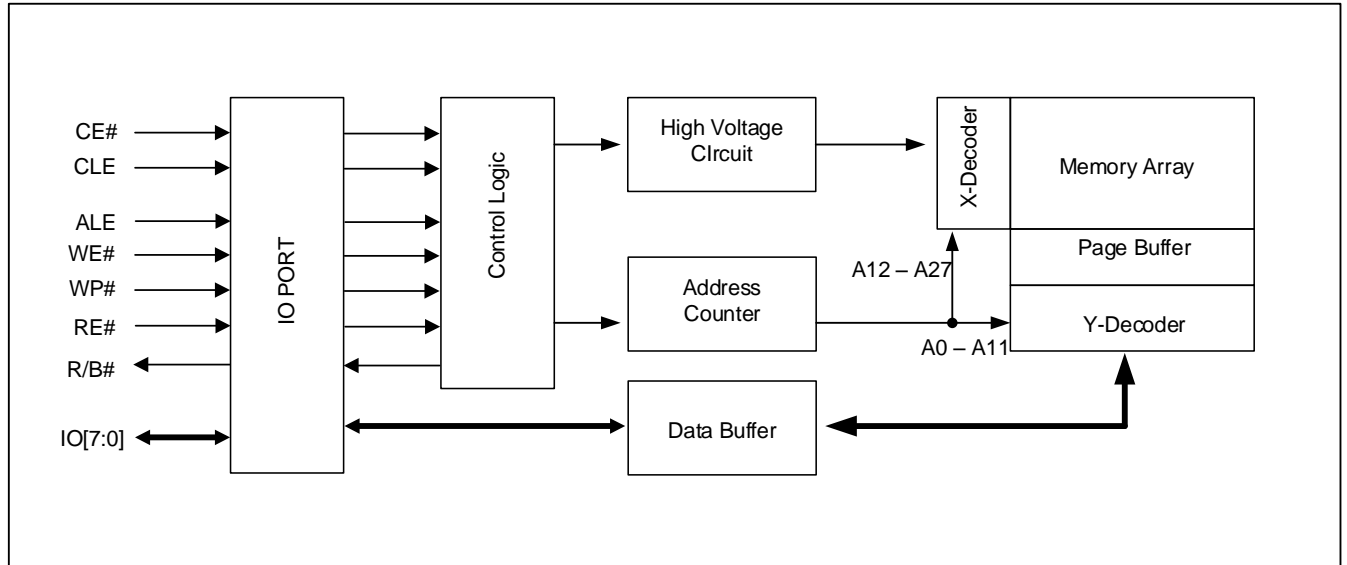 CE#
CLE
ALE
WE#
WP#
RE#
R/B#
IO[7:0]
IO PORT
Control Logic
High Voltage
CIrcuit
Address
Counter
Data Buffer
X-Decoder
Memory Array
Page Buffer
Y-Decoder
A12 – A27
A0 – A11